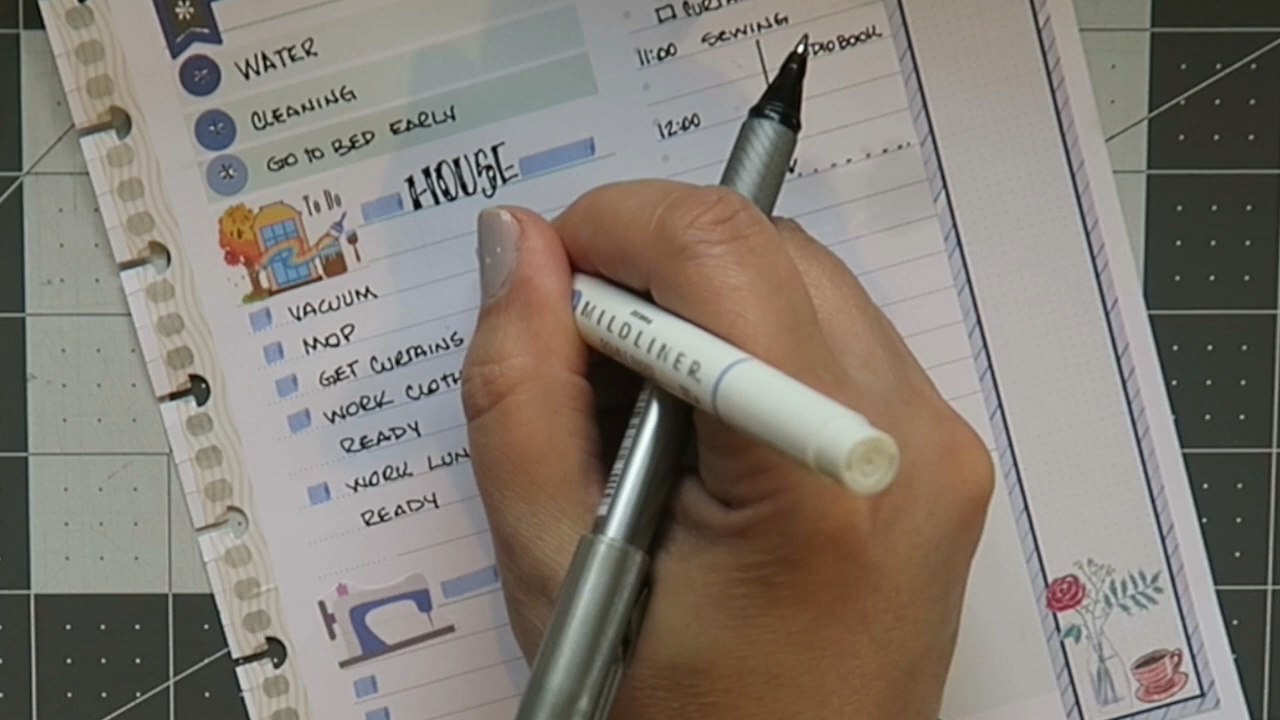 WATER
CLEANING
GO TO BED EARLY
To Do
HOUSE
VACUUM
MOP
GET CURTAINS
WORK
READY
WORK
READY
11:00 SEWING
BOOK
12:00
MILDLINER